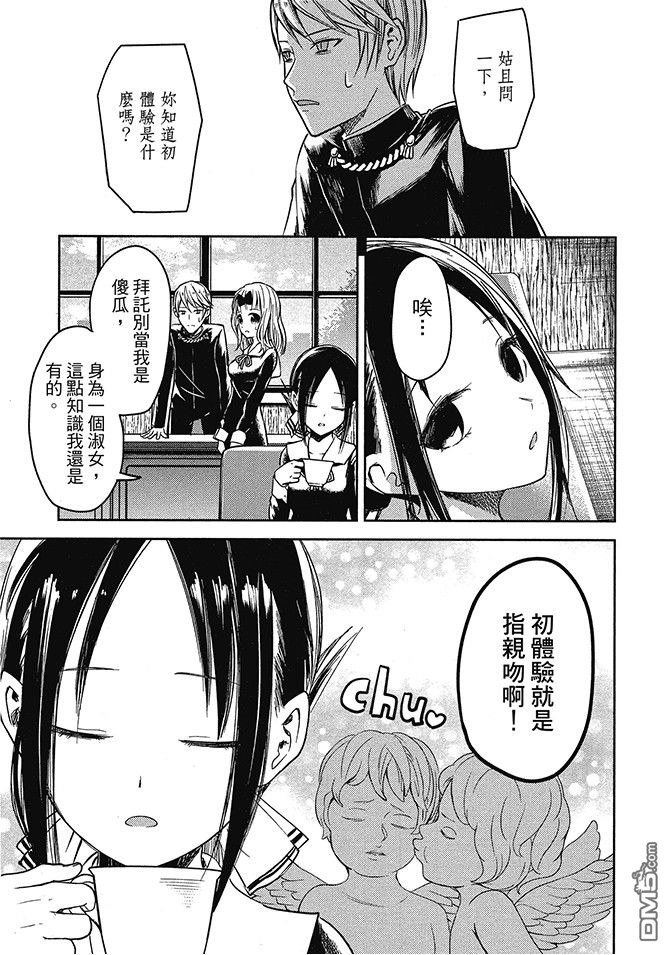 姑且問
一下，
妳知道初
體驗是什
麼嗎？
唉…
拜託別當我是
傻瓜，
身為一個淑女，
這點知識我還是
有的。
初體驗就是
指親吻啊！
chu♡
DM5.com